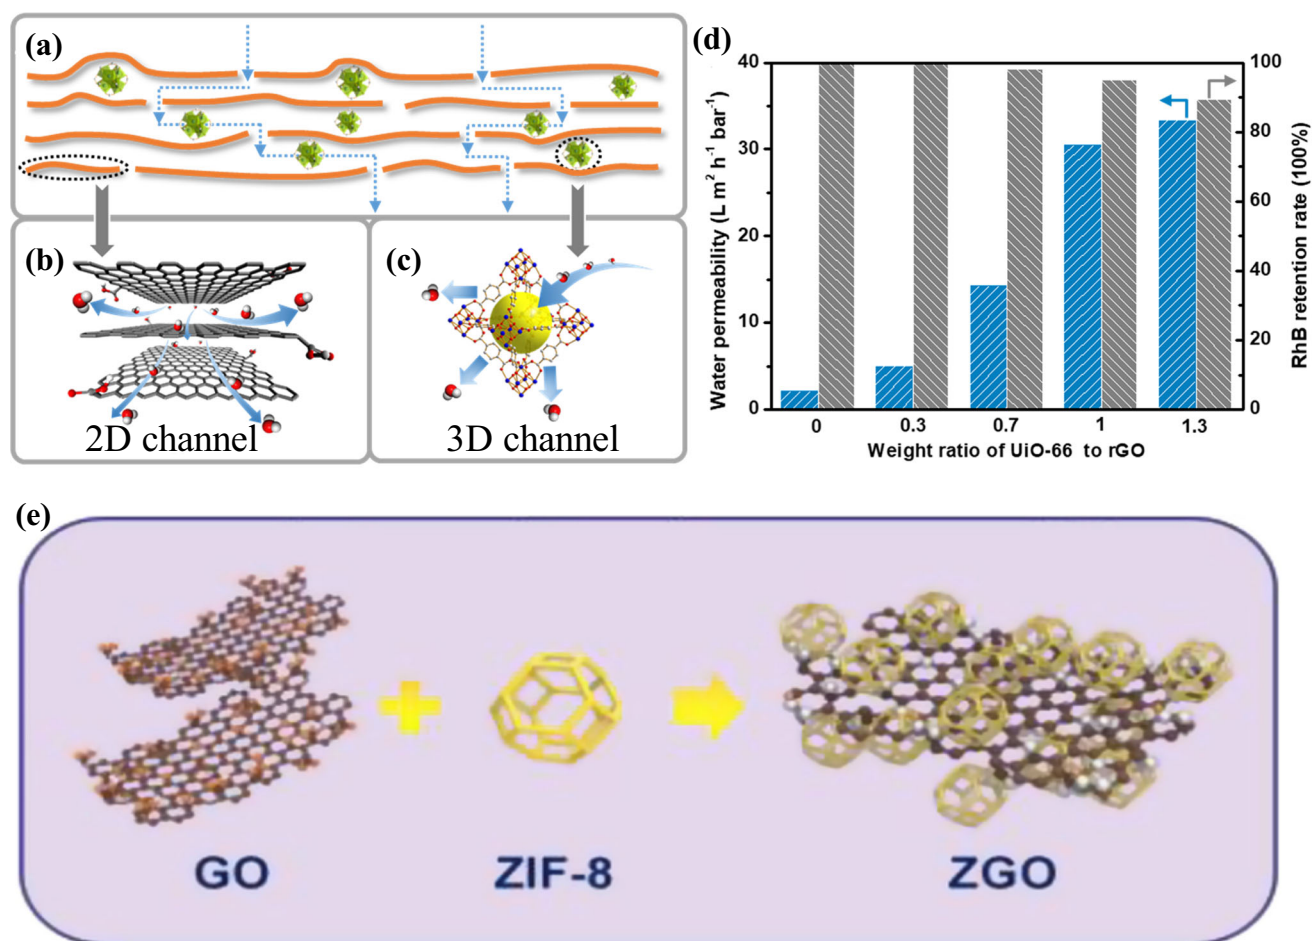 (a)
(b)
2D channel
(c)
3D channel
(d)
Water permeability (L m² h⁻¹ bar⁻¹)
40
30
20
10
0
100
80
60
40
20
0
RhB retention rate (100%)
0 0.3 0.7 1 1.3
Weight ratio of UiO-66 to rGO
(e)
GO
ZIF-8
ZGO